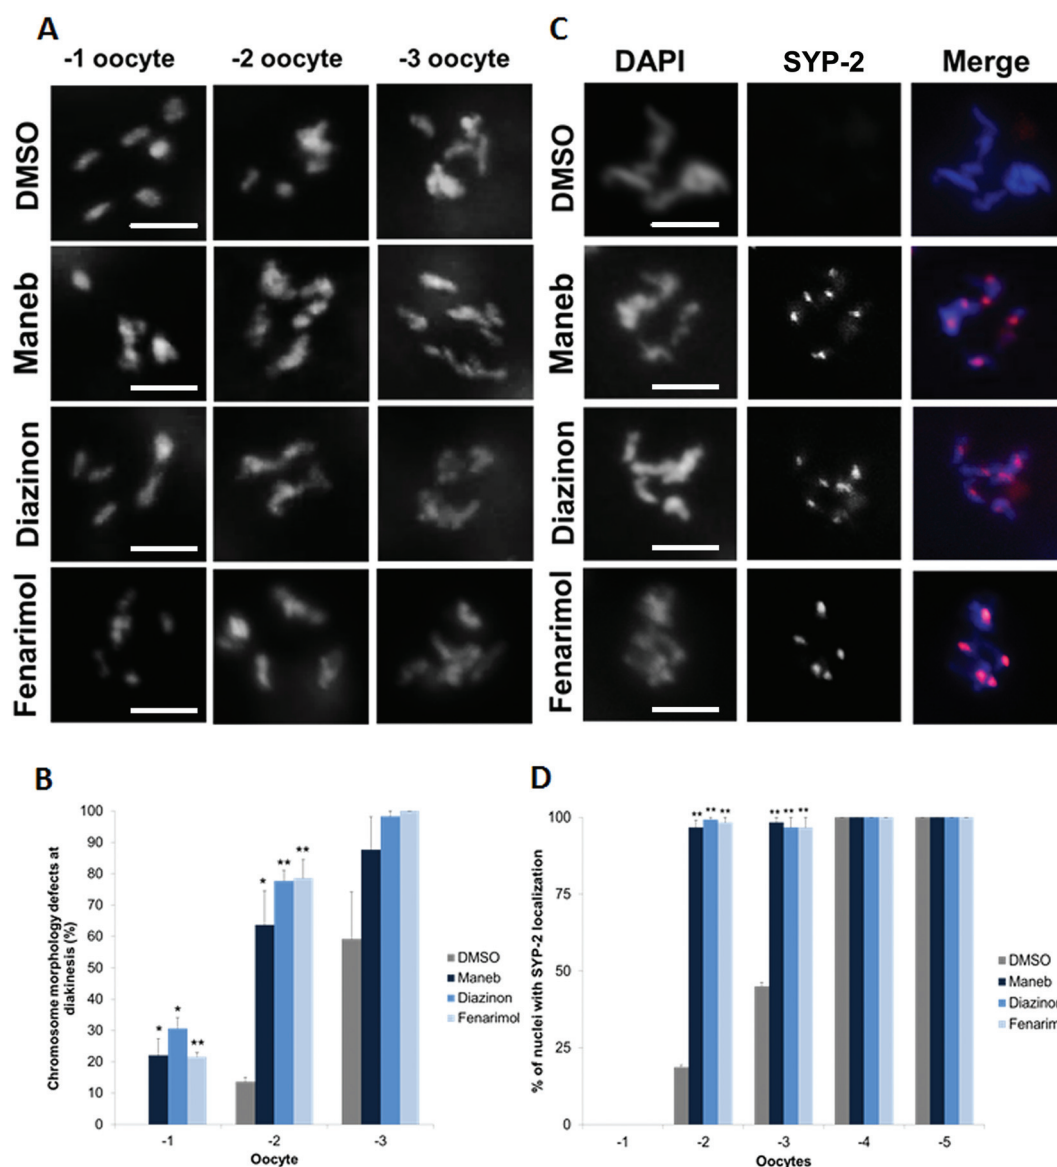 A
-1 oocyte -2 oocyte -3 oocyte
DMSO
Maneb
Diazinon
Fenarimol
C
DAPI SYP-2 Merge
DMSO
Maneb
Diazinon
Fenarimol
B
Chromosome morphology defects at
diakinesis (%)
100
90
80
70
60
50
40
30
20
10
0
* * **
* ** **
-1 -2 -3
Oocyte
DMSO
Maneb
Diazinon
Fenarimol
D
% of nuclei with SYP-2 localization
100
75
50
25
0
** ** **
** ** **
-1 -2 -3 -4 -5
Oocytes
DMSO
Maneb
Diazinon
Fenarim